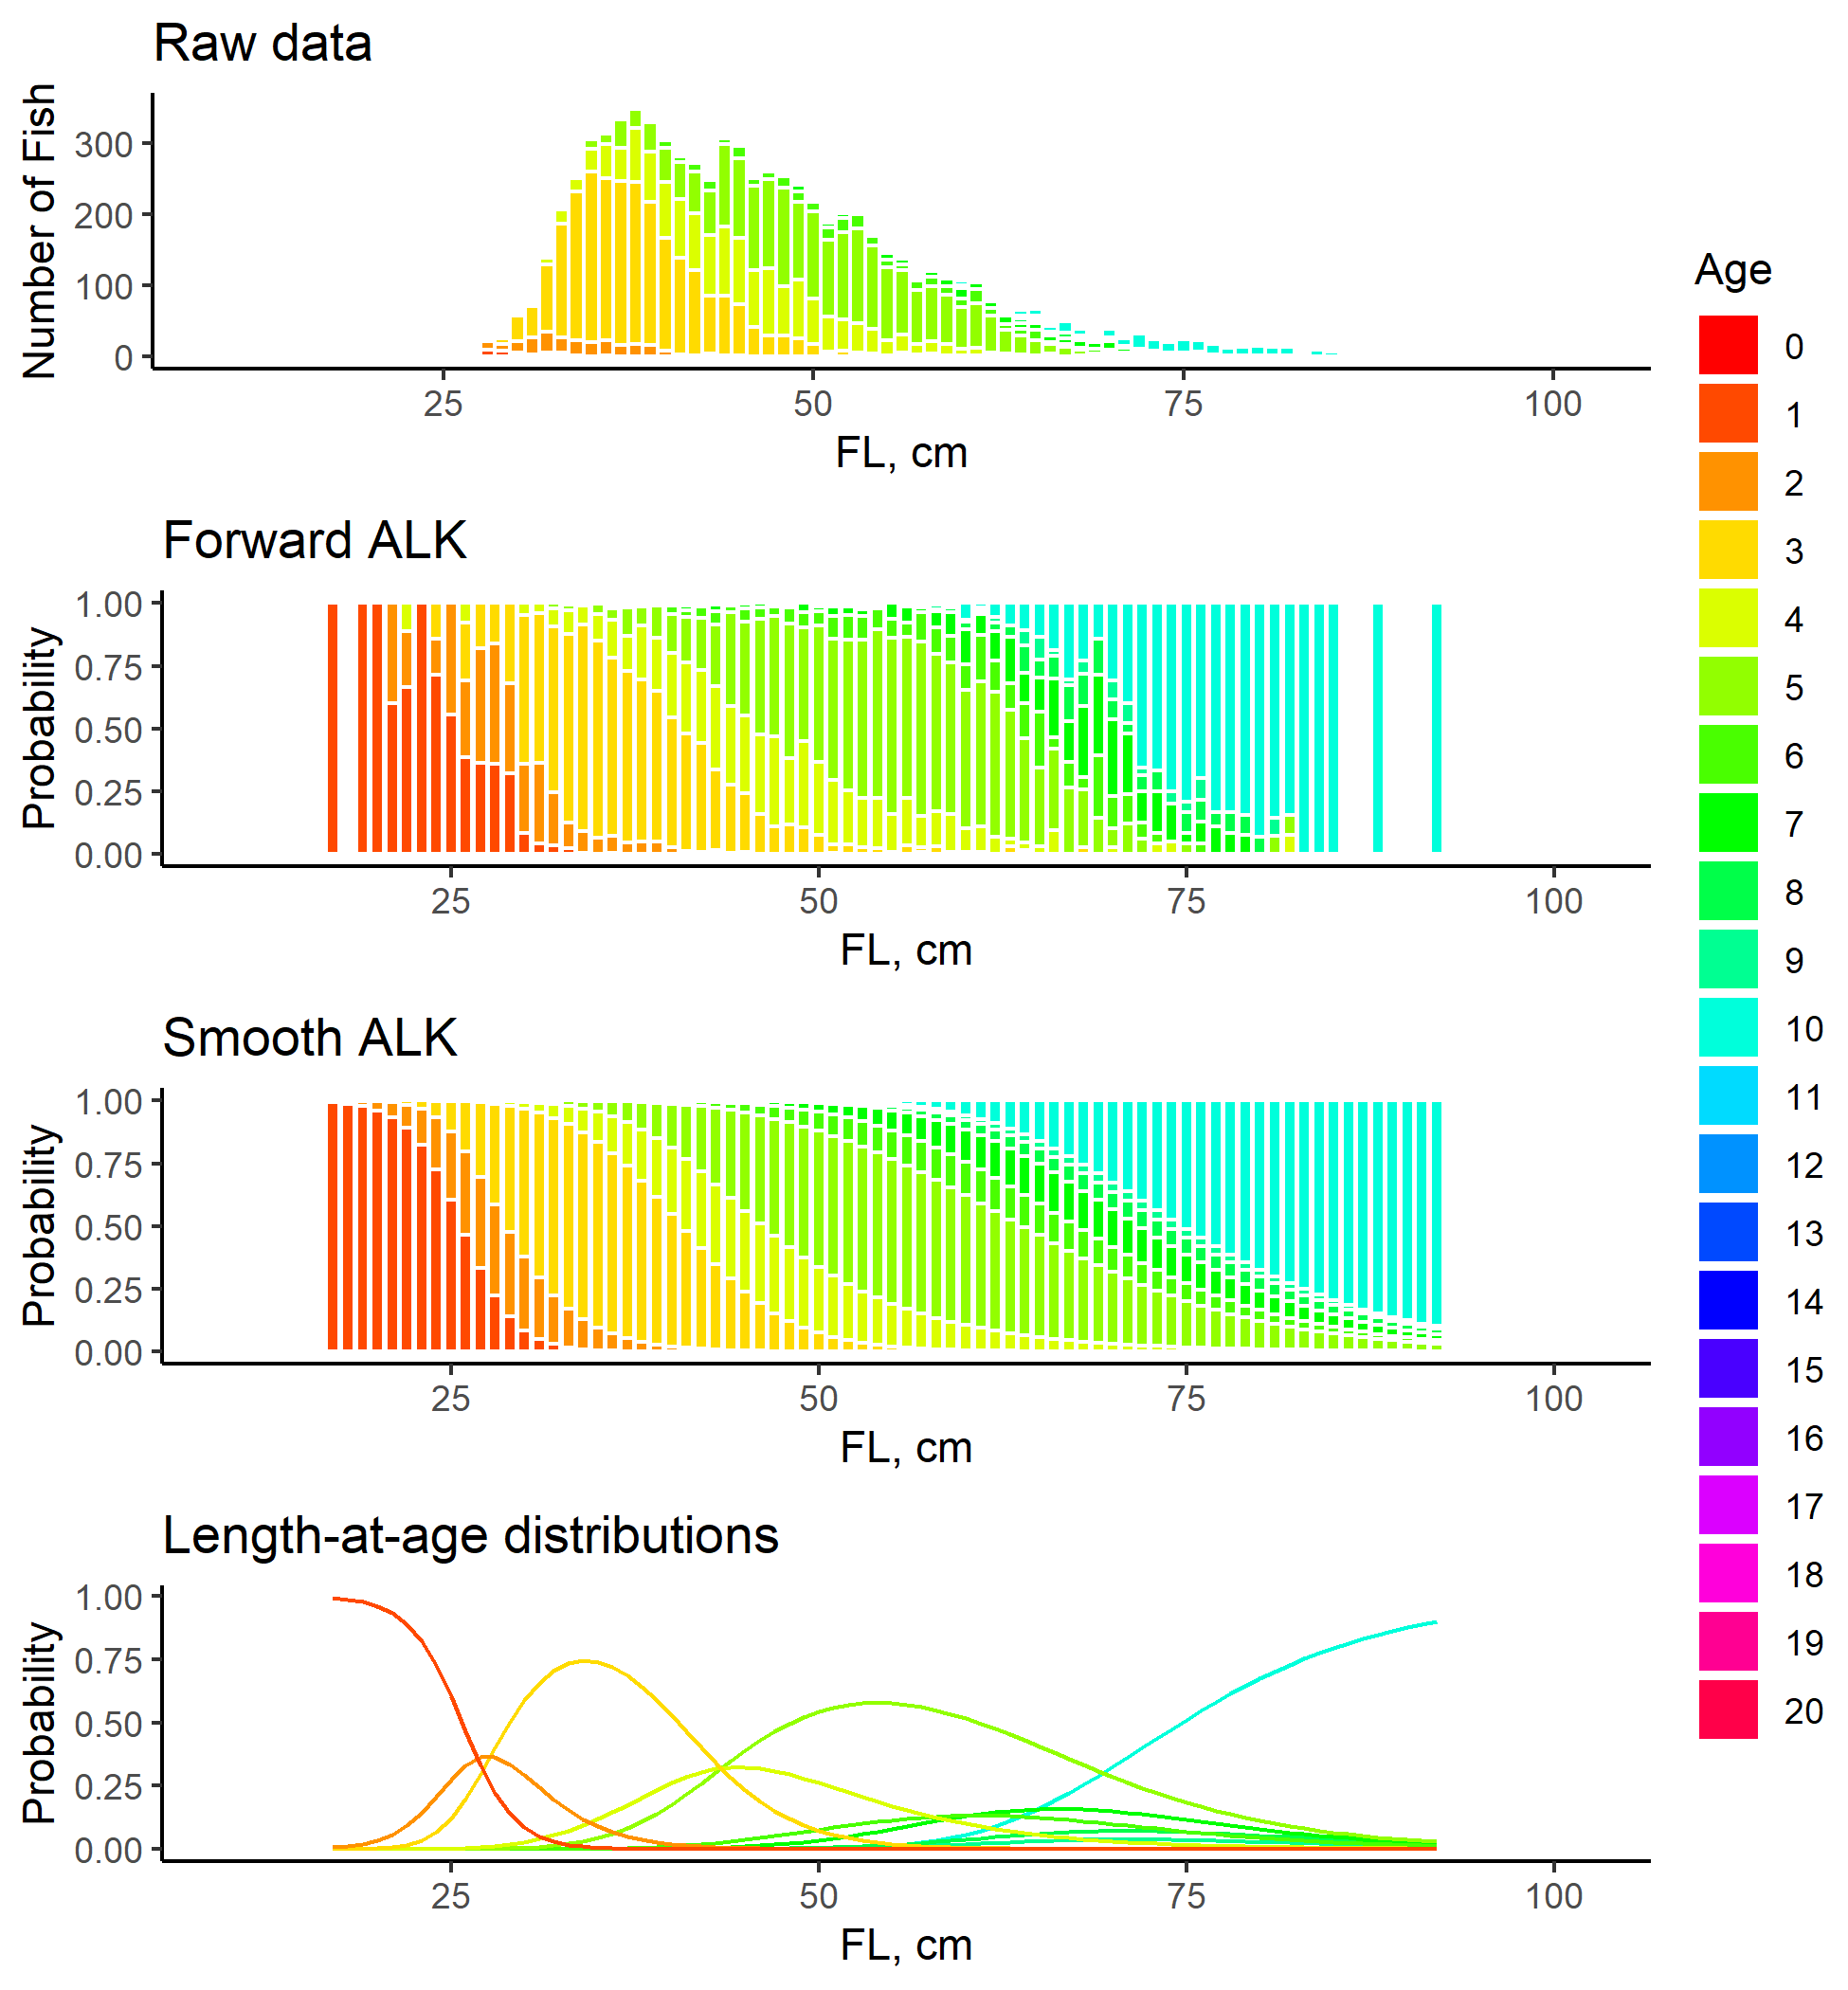 Raw data
Number of Fish
300
200
100
0
25 50 75 100
FL, cm
Forward ALK
Probability
1.00
0.75
0.50
0.25
0.00
25 50 75 100
FL, cm
Smooth ALK
Probability
1.00
0.75
0.50
0.25
0.00
25 50 75 100
FL, cm
Length-at-age distributions
Probability
1.00
0.75
0.50
0.25
0.00
25 50 75 100
FL, cm
Age
0
1
2
3
4
5
6
7
8
9
10
11
12
13
14
15
16
17
18
19
20